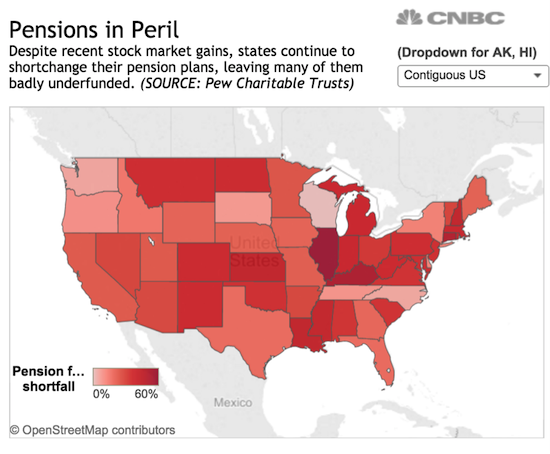 Pensions in Peril
CNBC
Despite recent stock market gains, states continue to
shortchange their pension plans, leaving many of them
badly underfunded. (SOURCE: Pew Charitable Trusts)
(Dropdown for AK, HI)
Contiguous US
United
States
Pension f...
shortfall
0% 60%
Mexico
© OpenStreetMap contributors